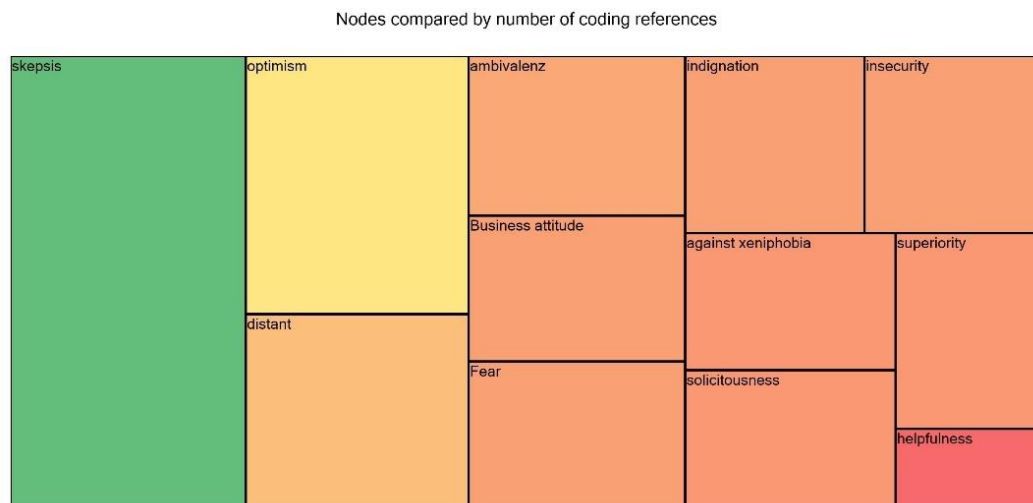 Nodes compared by number of coding references
skepsis
optimism
ambivalenz
indignation
insecurity
Business attitude
against xeniphobia
superiority
distant
Fear
solicitousness
helpfulness